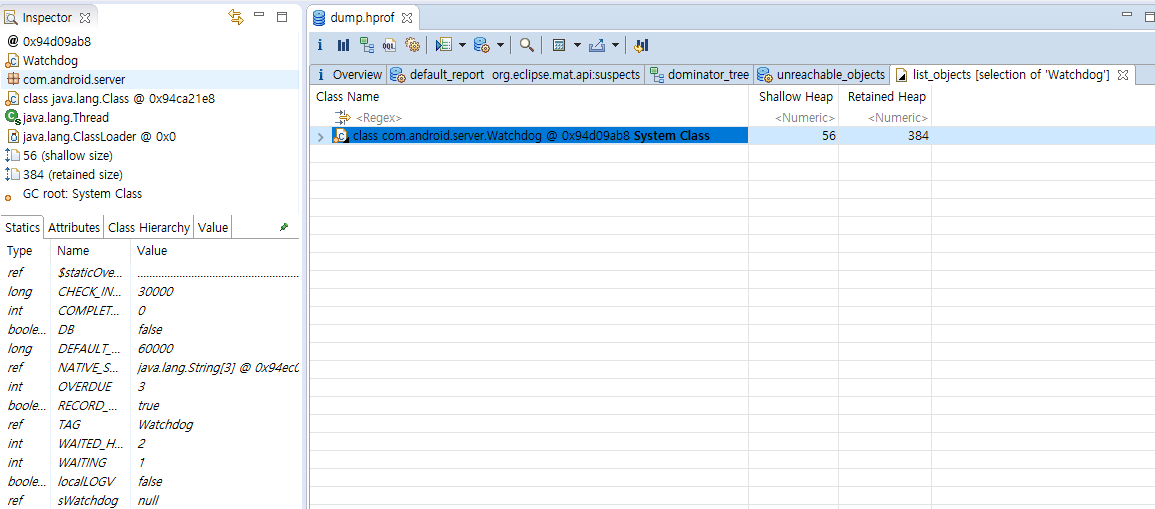 Inspector
@ 0x94d09ab8
Watchdog
com.android.server
class java.lang.Class @ 0x94ca21e8
java.lang.Thread
java.lang.ClassLoader @ 0x0
56 (shallow size)
384 (retained size)
GC root: System Class
Statics Attributes Class Hierarchy Value
Type Name Value
ref $staticOve... ................................................
long CHECK_IN... 30000
int COMPLET... 0
boole... DB false
long DEFAULT_... 60000
ref NATIVE_S... java.lang.String[3] @ 0x94ec0
int OVERDUE 3
boole... RECORD_... true
ref TAG Watchdog
int WAITED_H... 2
int WAITING 1
boole... localLOGV false
ref sWatchdog null
dump.hprof
i OQL
i Overview default_report org.eclipse.mat.api:suspects dominator_tree unreachable_objects list_objects [selection of 'Watchdog']
Class Name Shallow Heap Retained Heap
<Regex> <Numeric> <Numeric>
class com.android.server.Watchdog @ 0x94d09ab8 System Class 56 384